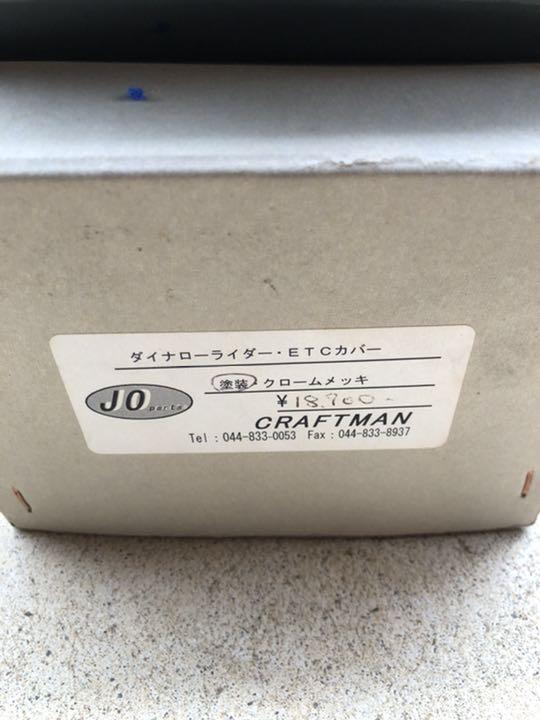 ダイナローライダー・ETCカバー
JO parts
塗装・クロームメッキ
¥18,900-
CRAFTMAN
Tel : 044-833-0053 Fax : 044-833-8937